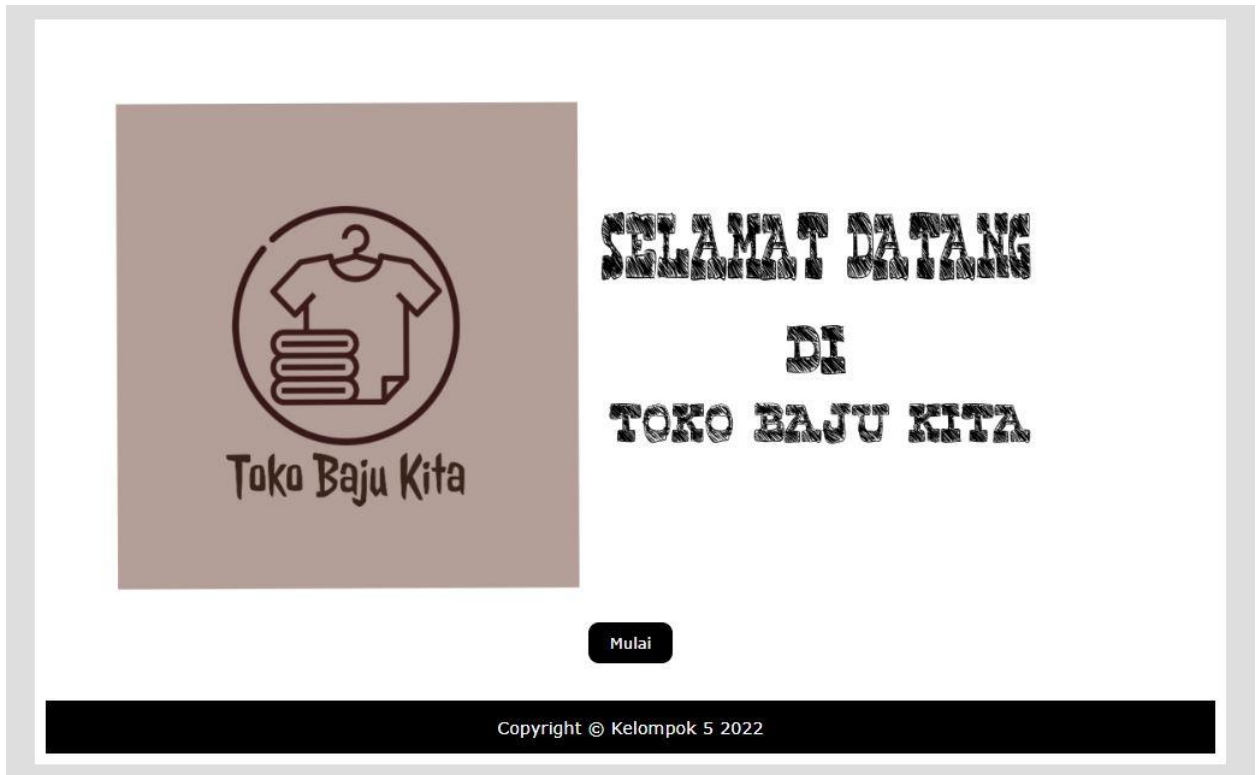 Toko Baju Kita
SELAMAT DATANG
DI
TOKO BAJU KITA
Mulai
Copyright © Kelompok 5 2022